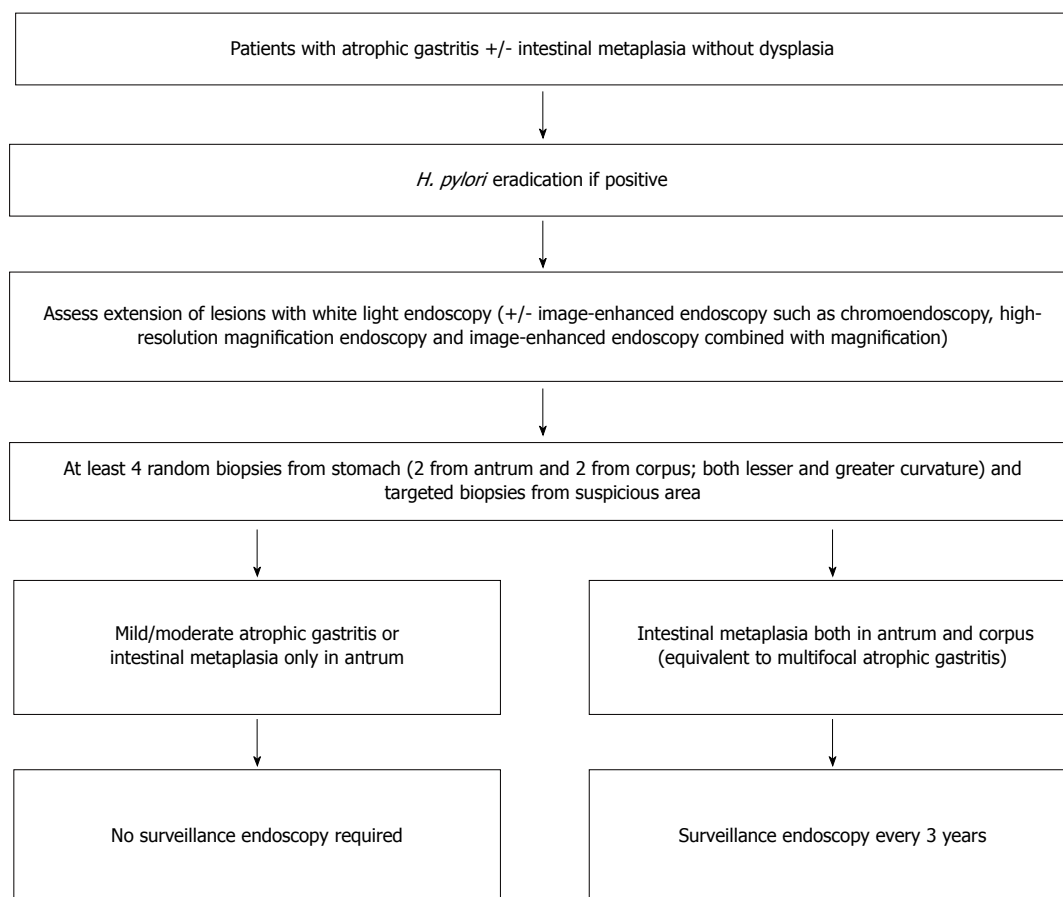 Patients with atrophic gastritis +/- intestinal metaplasia without dysplasia
H. pylori eradication if positive
Assess extension of lesions with white light endoscopy (+/- image-enhanced endoscopy such as chromoendoscopy, high-
resolution magnification endoscopy and image-enhanced endoscopy combined with magnification)
At least 4 random biopsies from stomach (2 from antrum and 2 from corpus; both lesser and greater curvature) and
targeted biopsies from suspicious area
Mild/moderate atrophic gastritis or
intestinal metaplasia only in antrum
Intestinal metaplasia both in antrum and corpus
(equivalent to multifocal atrophic gastritis)
No surveillance endoscopy required
Surveillance endoscopy every 3 years